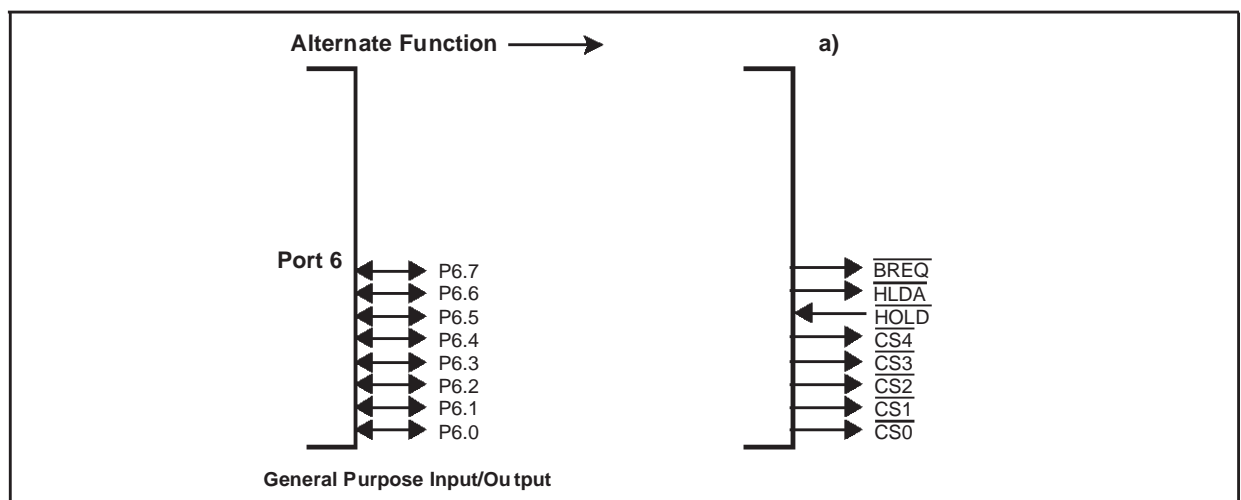 Alternate Function
a)
Port 6
P6.7
P6.6
P6.5
P6.4
P6.3
P6.2
P6.1
P6.0
General Purpose Input/Output
BREQ
HLDA
HOLD
CS4
CS3
CS2
CS1
CS0